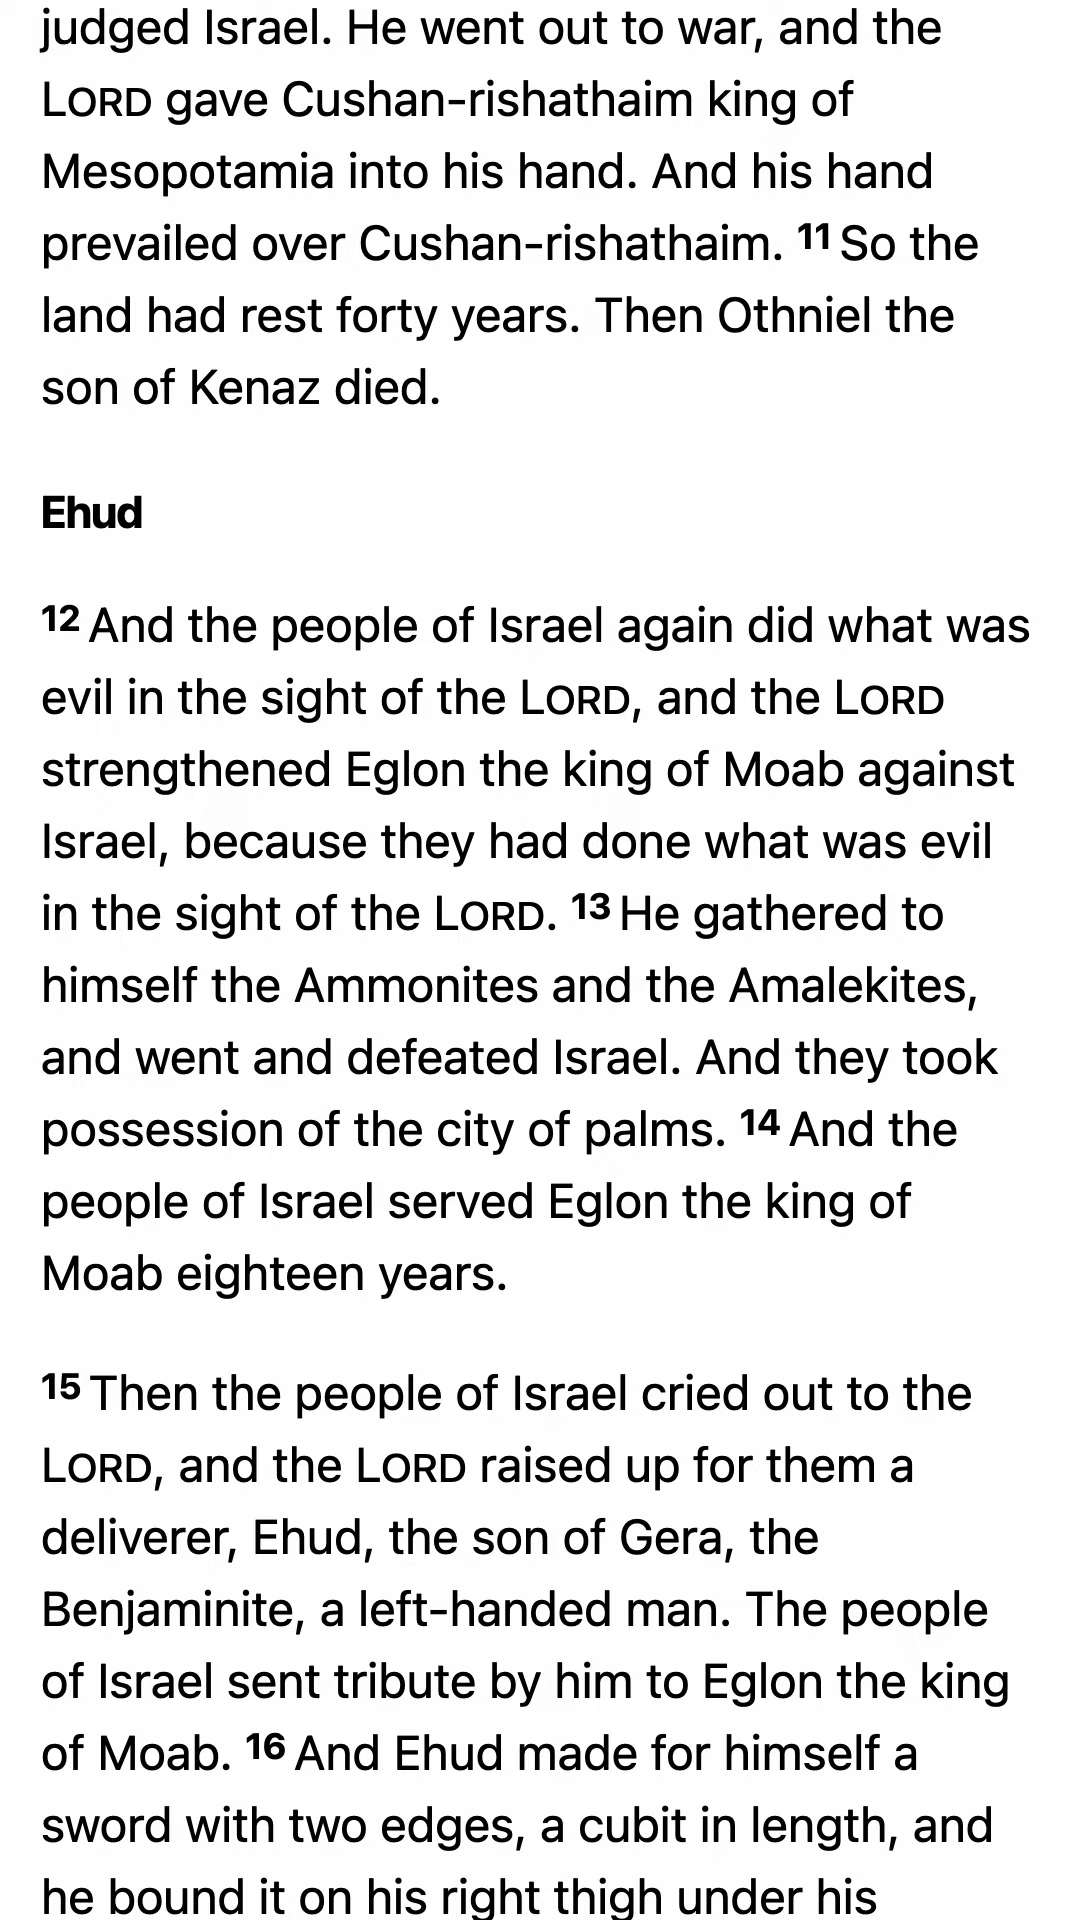 judged Israel. He went out to war, and the
LORD gave Cushan-rishathaim king of
Mesopotamia into his hand. And his hand
prevailed over Cushan-rishathaim. 11 So the
land had rest forty years. Then Othniel the
son of Kenaz died.
Ehud
12 And the people of Israel again did what was
evil in the sight of the LORD, and the LORD
strengthened Eglon the king of Moab against
Israel, because they had done what was evil
in the sight of the LORD. 13 He gathered to
himself the Ammonites and the Amalekites,
and went and defeated Israel. And they took
possession of the city of palms. 14 And the
people of Israel served Eglon the king of
Moab eighteen years.
15 Then the people of Israel cried out to the
LORD, and the LORD raised up for them a
deliverer, Ehud, the son of Gera, the
Benjaminite, a left-handed man. The people
of Israel sent tribute by him to Eglon the king
of Moab. 16 And Ehud made for himself a
sword with two edges, a cubit in length, and
he bound it on his right thigh under his